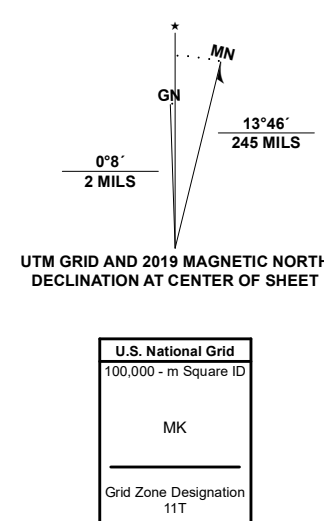 ★
MN
GN
13°46´
245 MILS
0°8´
2 MILS
UTM GRID AND 2019 MAGNETIC NORTH
DECLINATION AT CENTER OF SHEET
U.S. National Grid
100,000 - m Square ID
MK
Grid Zone Designation
11T